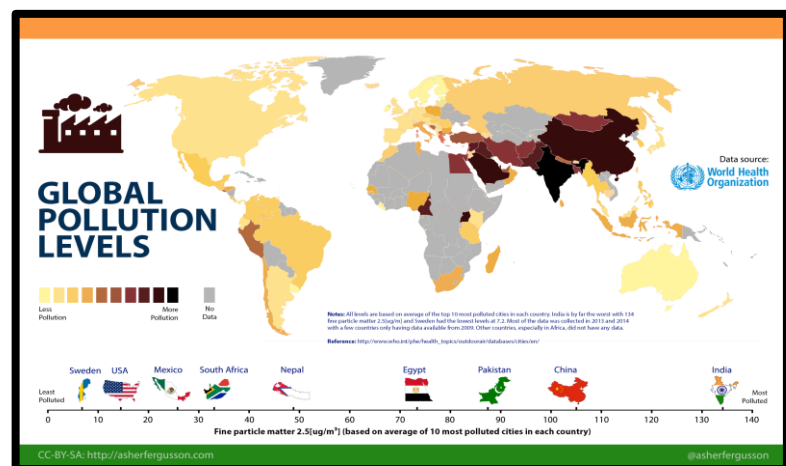 Data source:
World Health
Organization
GLOBAL
POLLUTION
LEVELS
Less
Pollution
More
Pollution
No
Data
Notes: All levels are based on average of the top 10 most polluted cities in each country. India is by far the worst with 134
fine particle matter 2.5[ug/m] and Sweden had the lowest levels at 7.2. Most of the data was collected in 2013 and 2014
with a few countries only having data available from 2009. Other countries, especially in Africa, did not have any data.
Reference: http://www.who.int/phe/health_topics/outdoorair/databases/cities/en/
Sweden USA Mexico South Africa Nepal Egypt Pakistan China India
Least
Polluted
Most
Polluted
0 10 20 30 40 50 60 70 80 90 100 110 120 130 140
Fine particle matter 2.5[ug/m³] (based on average of 10 most polluted cities in each country)
CC-BY-SA: http://asherfergusson.com @asherfergusson